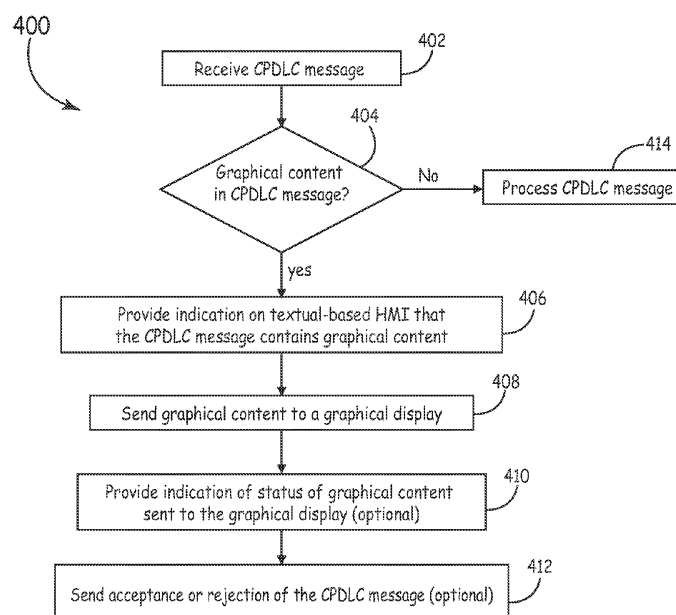 400
402
Receive CPDLC message
404
Graphical content
in CPDLC message?
No
414
Process CPDLC message
yes
406
Provide indication on textual-based HMI that
the CPDLC message contains graphical content
408
Send graphical content to a graphical display
410
Provide indication of status of graphical content
sent to the graphical display (optional)
412
Send acceptance or rejection of the CPDLC message (optional)